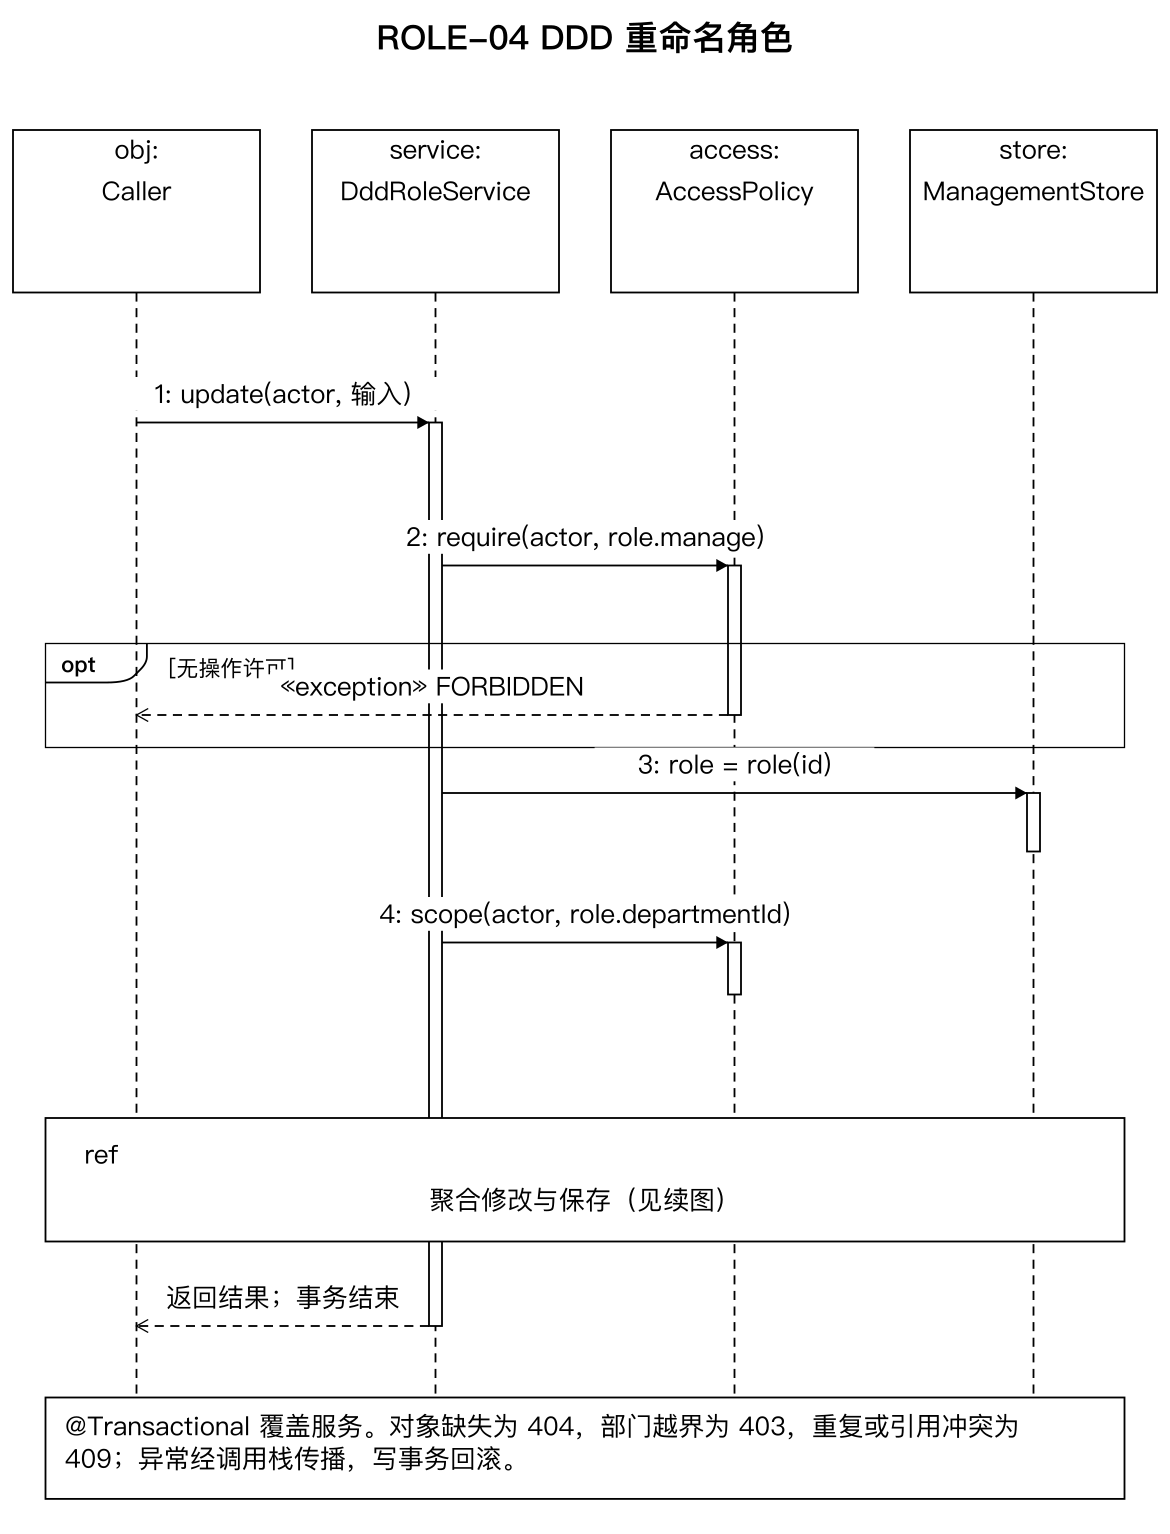 ROLE-04 DDD 重命名角色
obj:
Caller
service:
DddRoleService
access:
AccessPolicy
store:
ManagementStore
1: update(actor, 输入)
2: require(actor, role.manage)
opt
[无操作许可]
«exception» FORBIDDEN
3: role = role(id)
4: scope(actor, role.departmentId)
ref
聚合修改与保存（见续图）
返回结果；事务结束
@Transactional 覆盖服务。对象缺失为 404，部门越界为 403，重复或引用冲突为
409；异常经调用栈传播，写事务回滚。